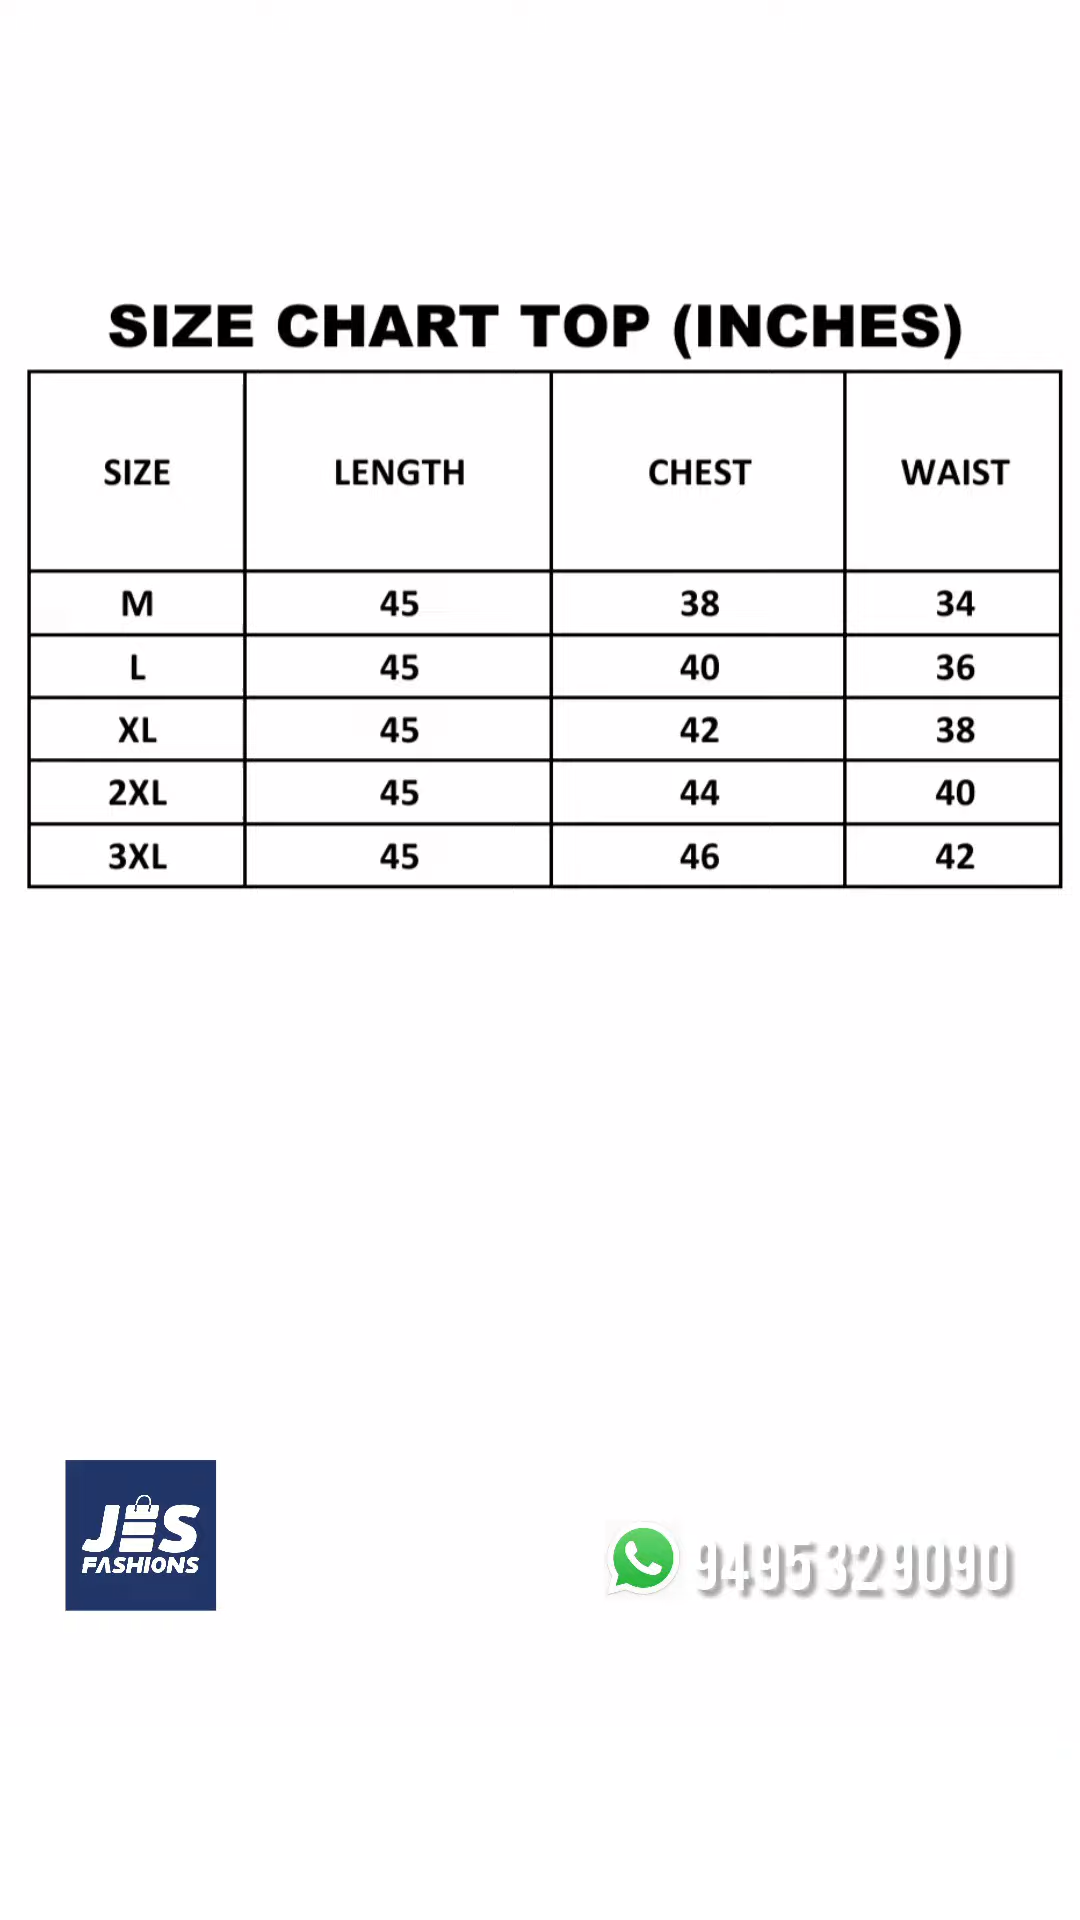 SIZE CHART TOP (INCHES)
SIZE LENGTH CHEST WAIST
M 45 38 34
L 45 40 36
XL 45 42 38
2XL 45 44 40
3XL 45 46 42
JES
FASHIONS
9495329090